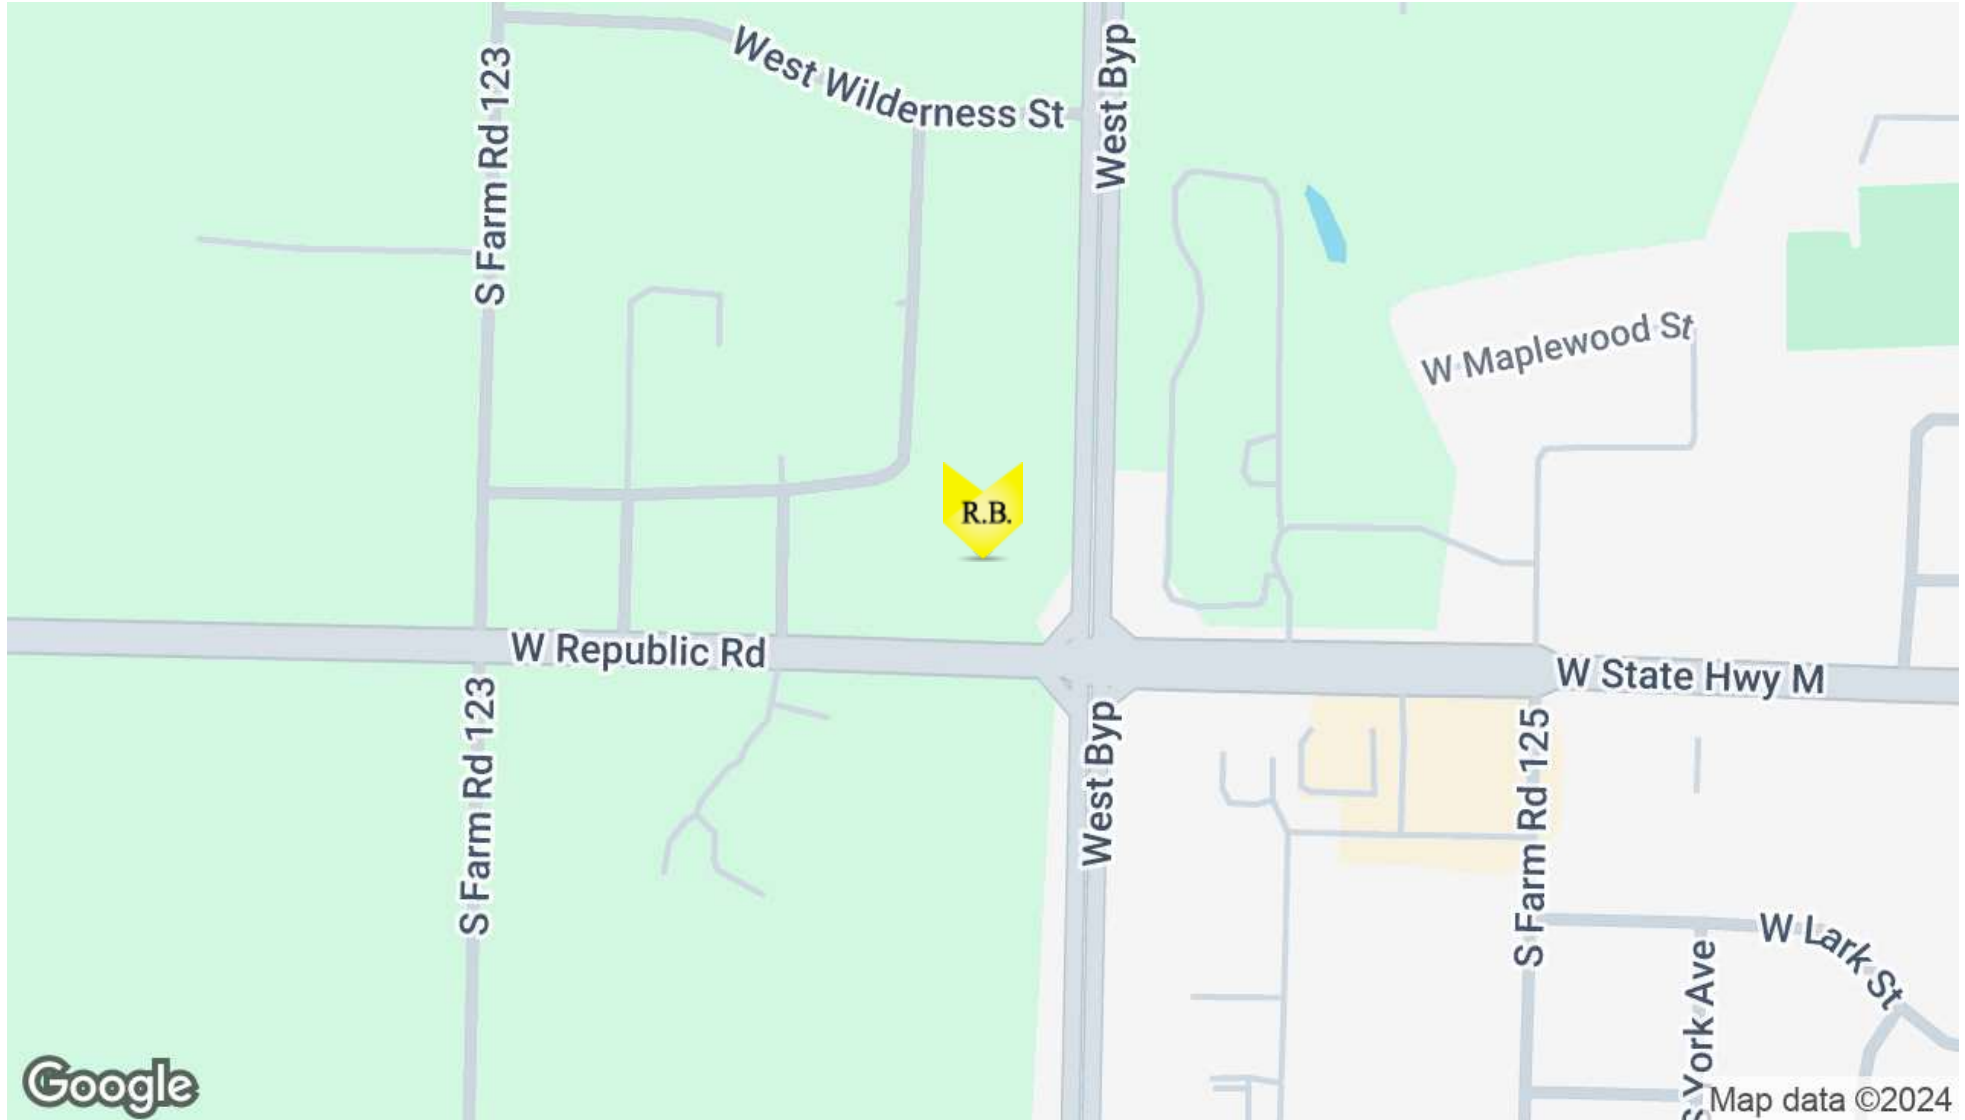 West Wilderness St
West Byp
S Farm Rd 123
W Maplewood St
R.B.
W Republic Rd
W State Hwy M
S Farm Rd 123
West Byp
S Farm Rd 125
W Lark St
S York Ave
Google
Map data ©2024